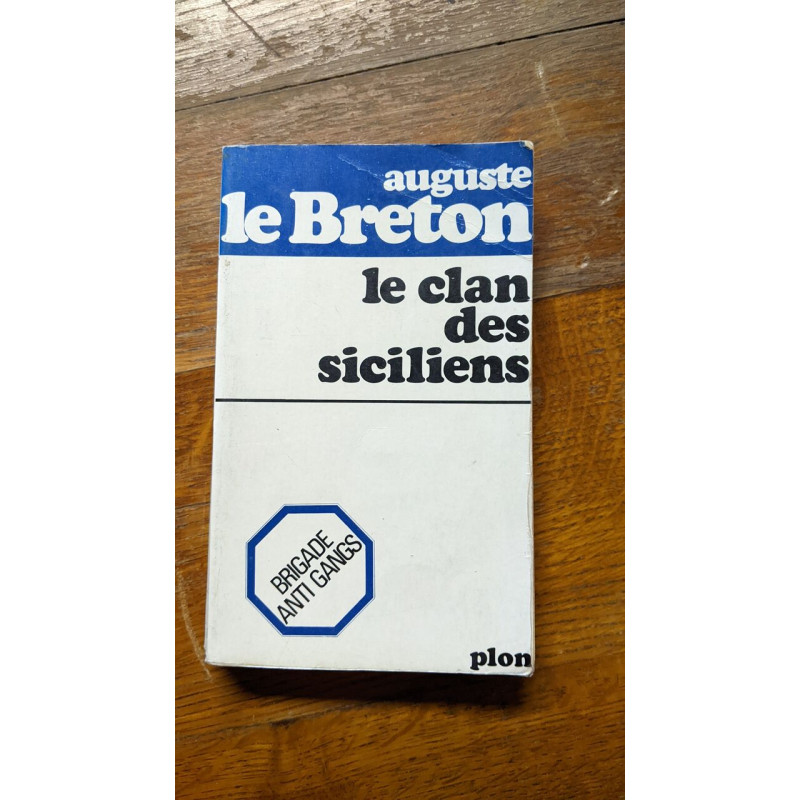 auguste
le Breton
le clan
des
siciliens
BRIGADE
ANTI GANGS
plon